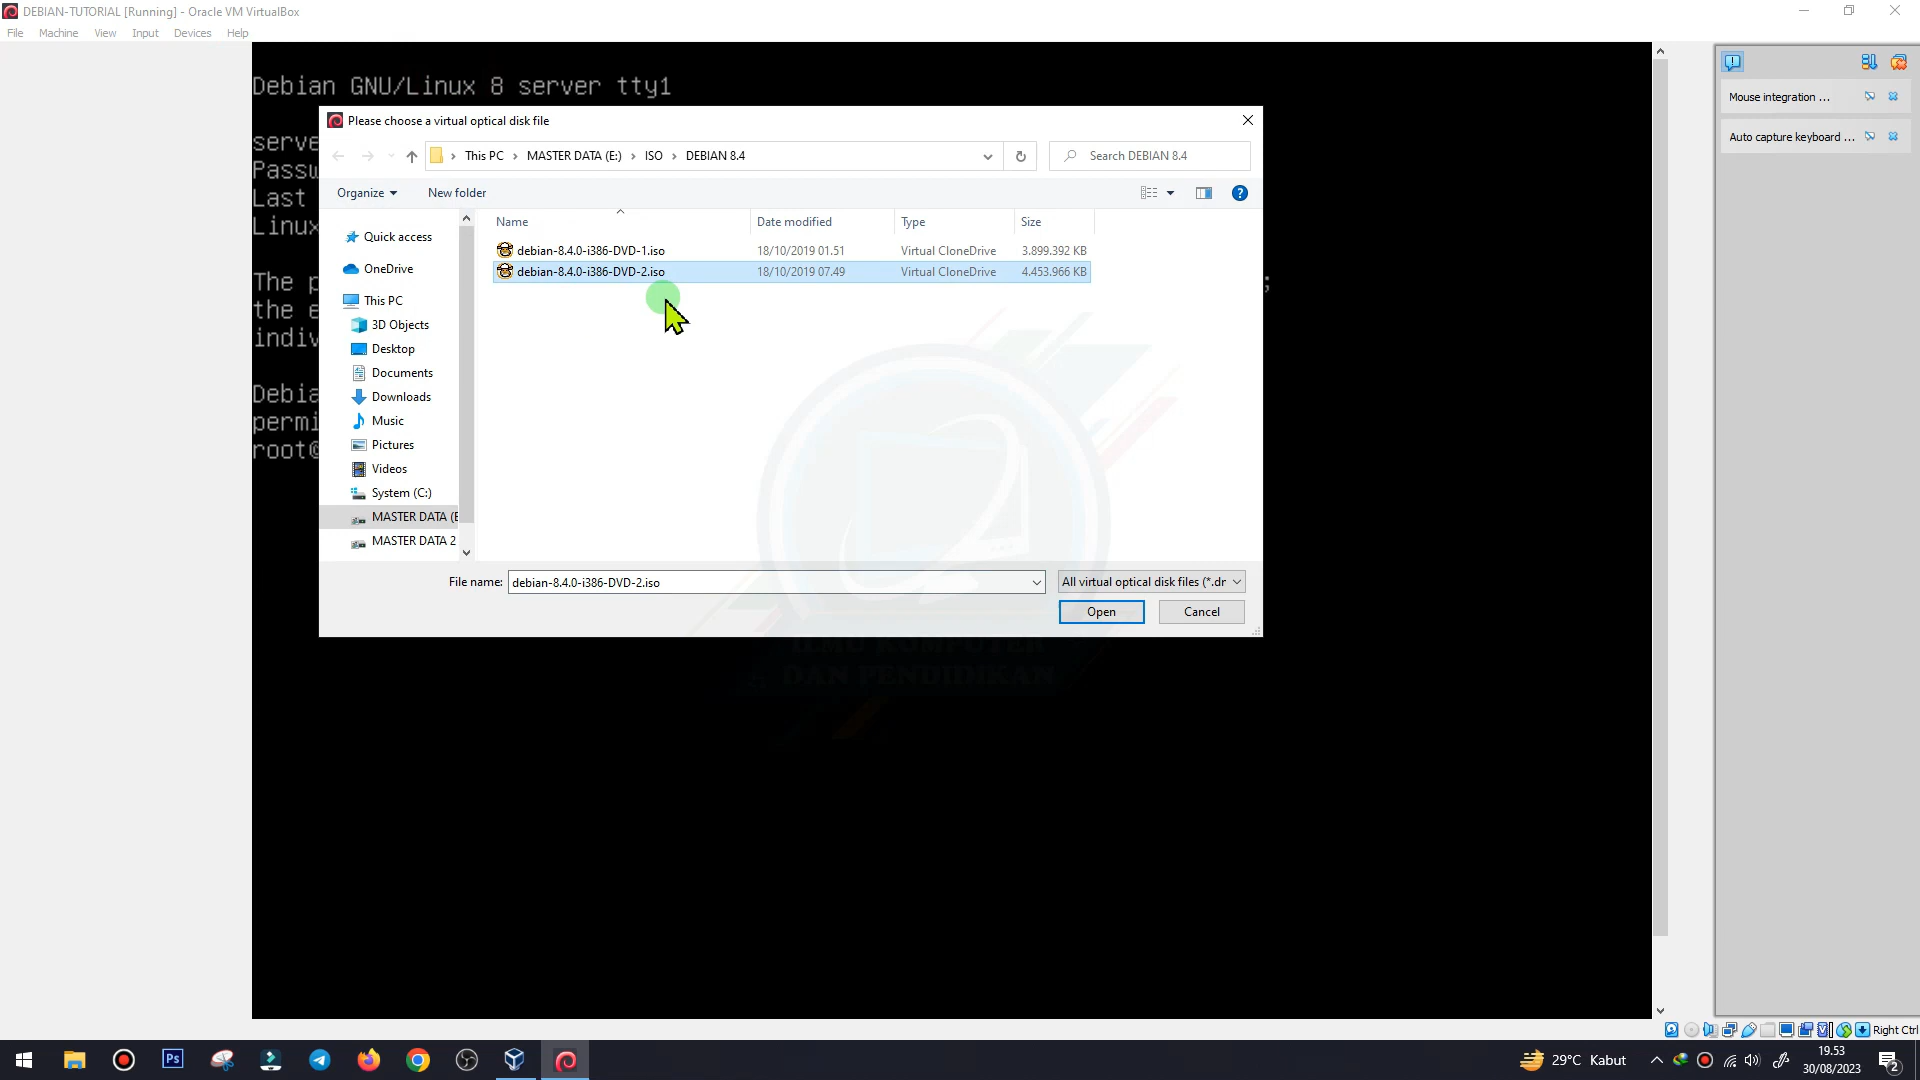 DEBIAN-TUTORIAL [Running] - Oracle VM VirtualBox
File Machine View Input Devices Help
Debian GNU/Linux 8 server tty1
Please choose a virtual optical disk file
This PC > MASTER DATA (E:) > ISO > DEBIAN 8.4
Search DEBIAN 8.4
Organize
New folder
Name Date modified Type Size
debian-8.4.0-i386-DVD-1.iso 18/10/2019 01.51 Virtual CloneDrive 3.899.392 KB
debian-8.4.0-i386-DVD-2.iso 18/10/2019 07.49 Virtual CloneDrive 4.453.966 KB
Quick access
OneDrive
This PC
3D Objects
Desktop
Documents
Downloads
Music
Pictures
Videos
System (C:)
MASTER DATA (E
MASTER DATA 2
File name: debian-8.4.0-i386-DVD-2.iso
All virtual optical disk files (*.dr
Open Cancel
serve
Passw
Last
Linux
The p
the e
indiv
Debia
permi
root@
ILMU KOMPUTER
DAN PENDIDIKAN
Mouse integration ...
Auto capture keyboard ...
Right Ctrl
Ps
29°C Kabut
19.53
30/08/2023
2